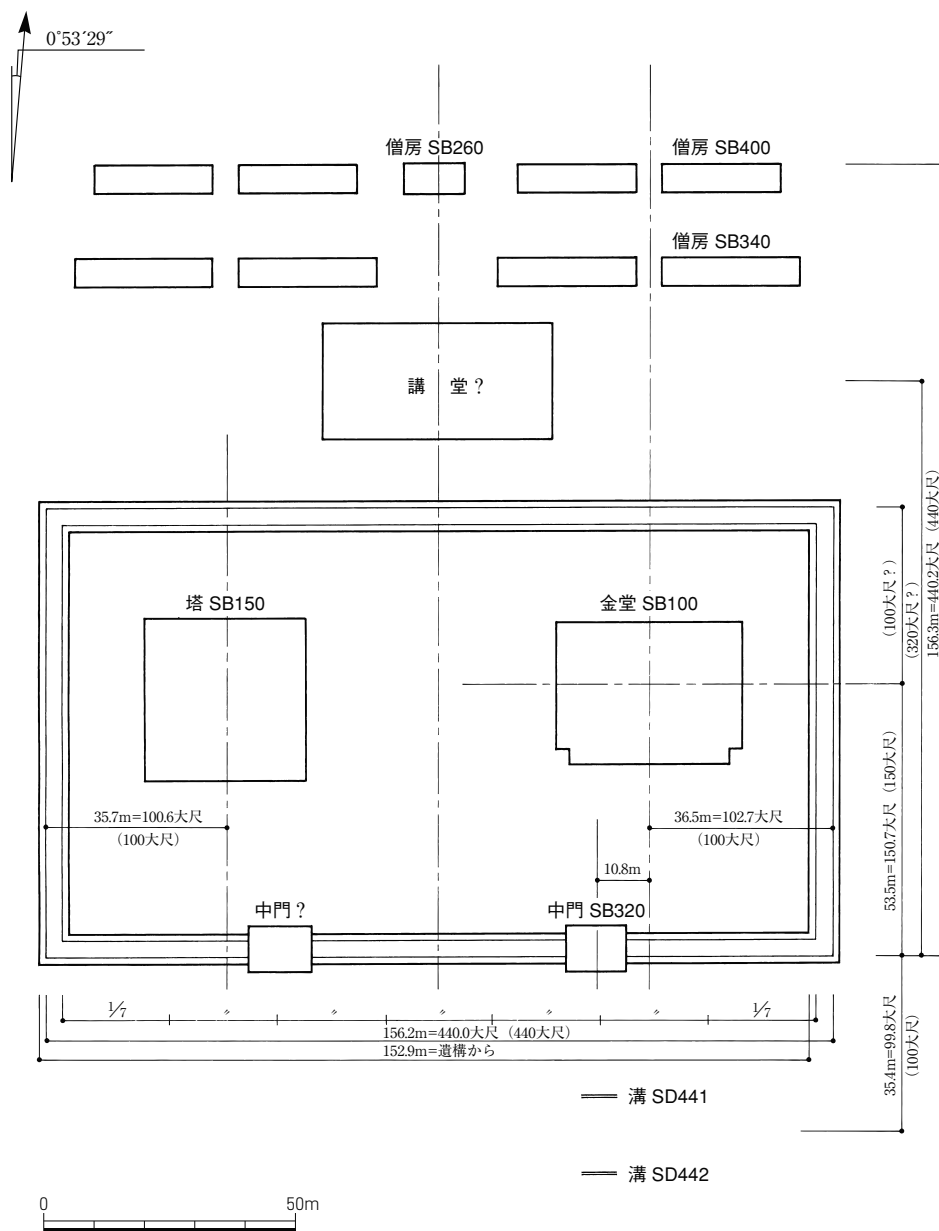 0°53′29″
僧房 SB260
僧房 SB400
僧房 SB340
講 堂？
塔 SB150
金堂 SB100
35.7m=100.6大尺
(100大尺)
36.5m=102.7大尺
(100大尺)
10.8m
中門？
中門 SB320
(100大尺？)
(320大尺？)
156.3m=440.2大尺 (440大尺)
53.5m=150.7大尺 (150大尺)
35.4m=99.8大尺
(100大尺)
1/7 〃 〃 〃 〃 〃 1/7
156.2m=440.0大尺 (440大尺)
152.9m=遺構から
溝 SD441
溝 SD442
0 50m